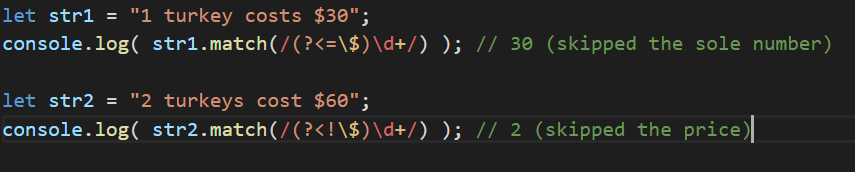 let str1 = "1 turkey costs $30";
console.log( str1.match(/(?<=\$)\d+/) ); // 30 (skipped the sole number)
let str2 = "2 turkeys cost $60";
console.log( str2.match(/(?<!\$)\d+/) ); // 2 (skipped the price)